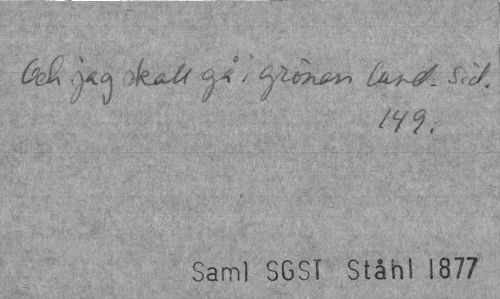 Och jag skall gå i grönan lund. Sid.
149.
Saml SGST Ståhl 1877